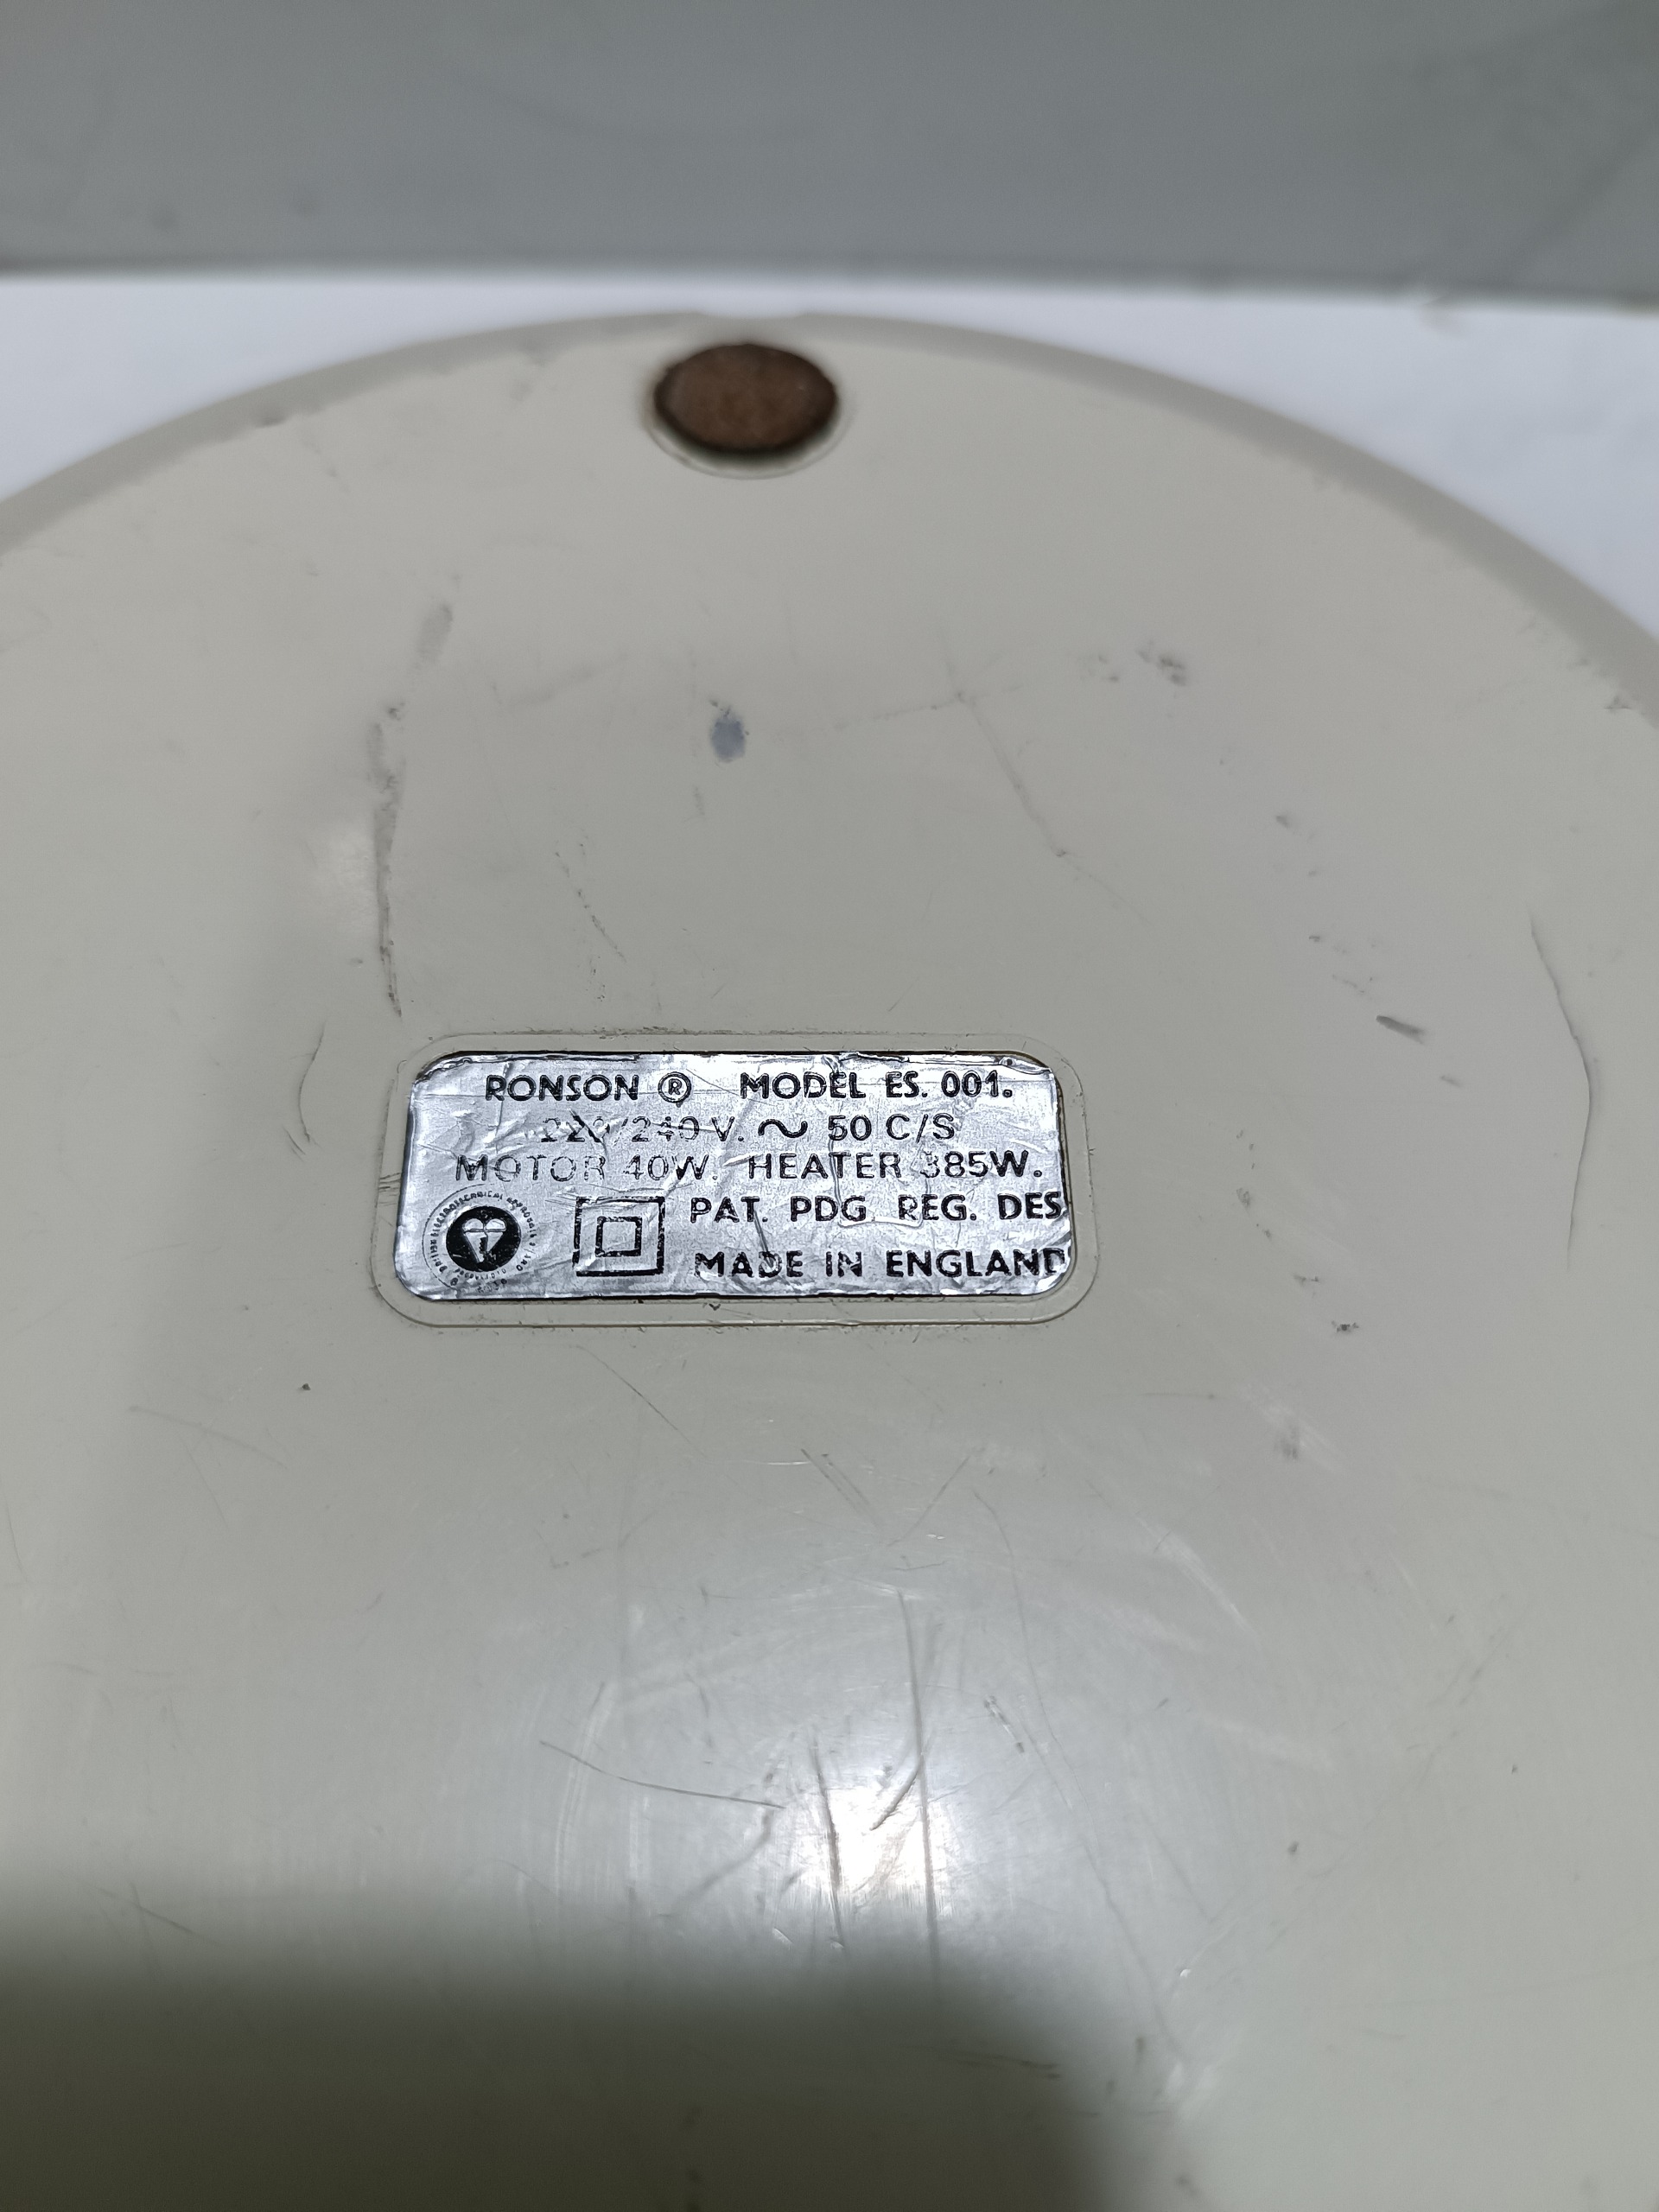 RONSON ® MODEL ES. 001.
220/240 V. ~ 50 C/S
MOTOR 40W. HEATER 385W.
PAT. PDG. REG. DES
MADE IN ENGLAND